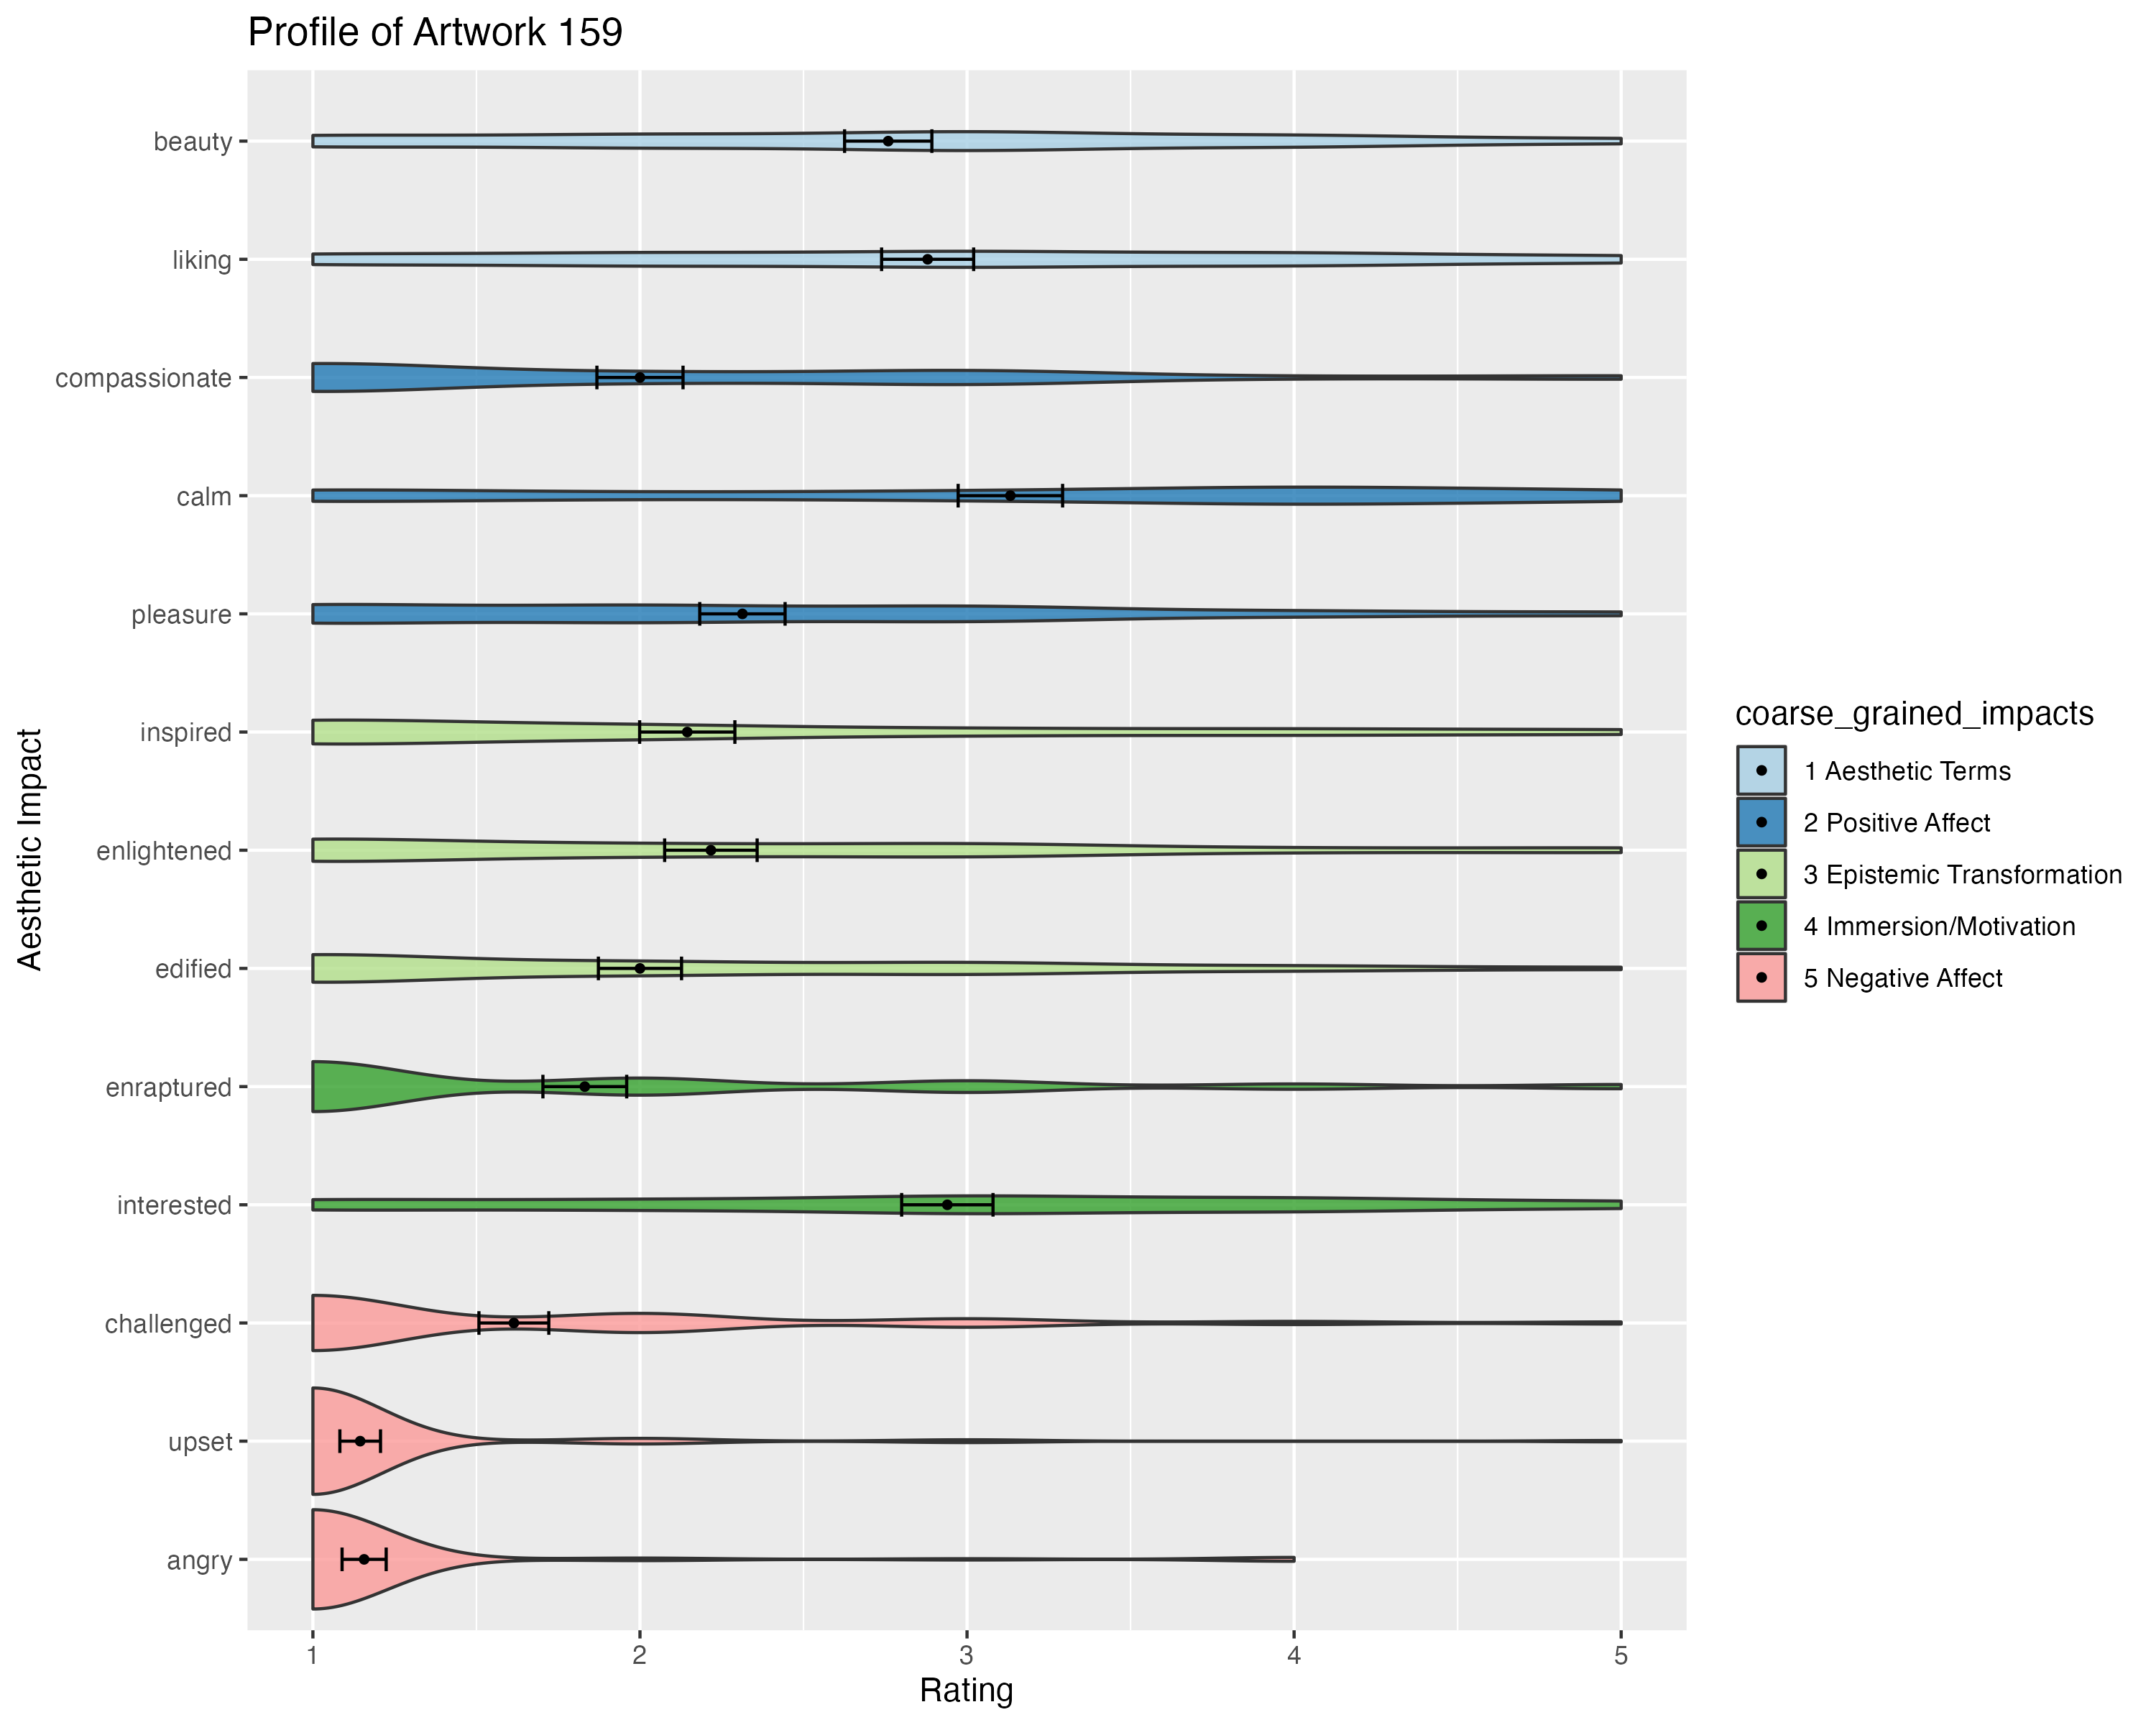 Profile of Artwork 159
beauty
liking
compassionate
calm
pleasure
inspired
enlightened
edified
enraptured
interested
challenged
upset
angry
Aesthetic Impact
1 2 3 4 5
Rating
coarse_grained_impacts
1 Aesthetic Terms
2 Positive Affect
3 Epistemic Transformation
4 Immersion/Motivation
5 Negative Affect